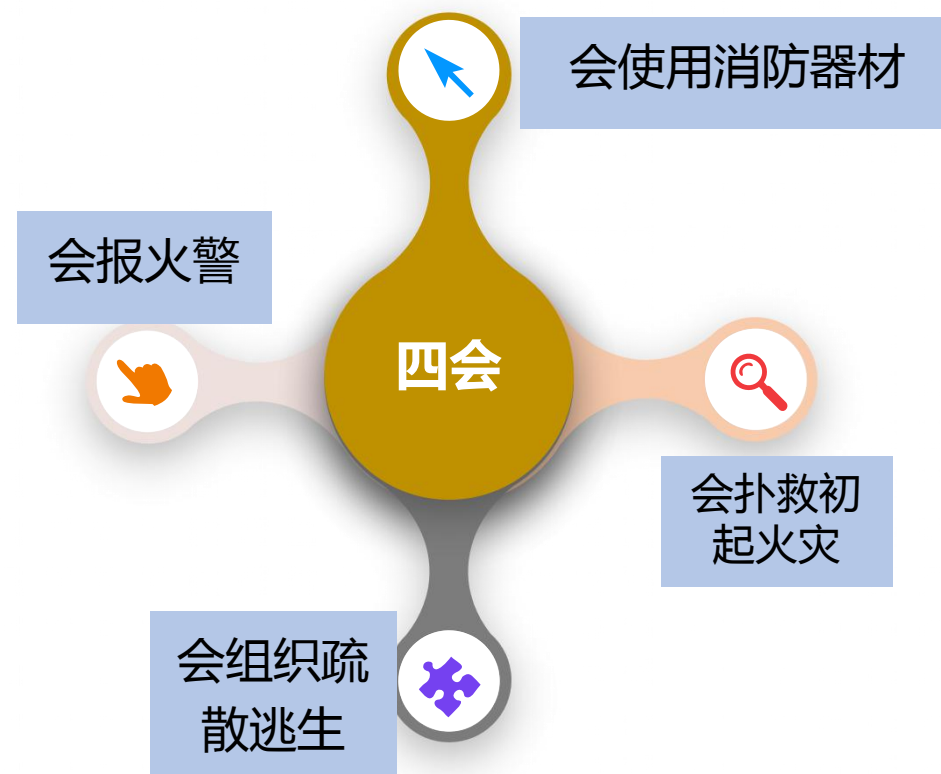 会使用消防器材
会报火警
四会
会扑救初
起火灾
会组织疏
散逃生